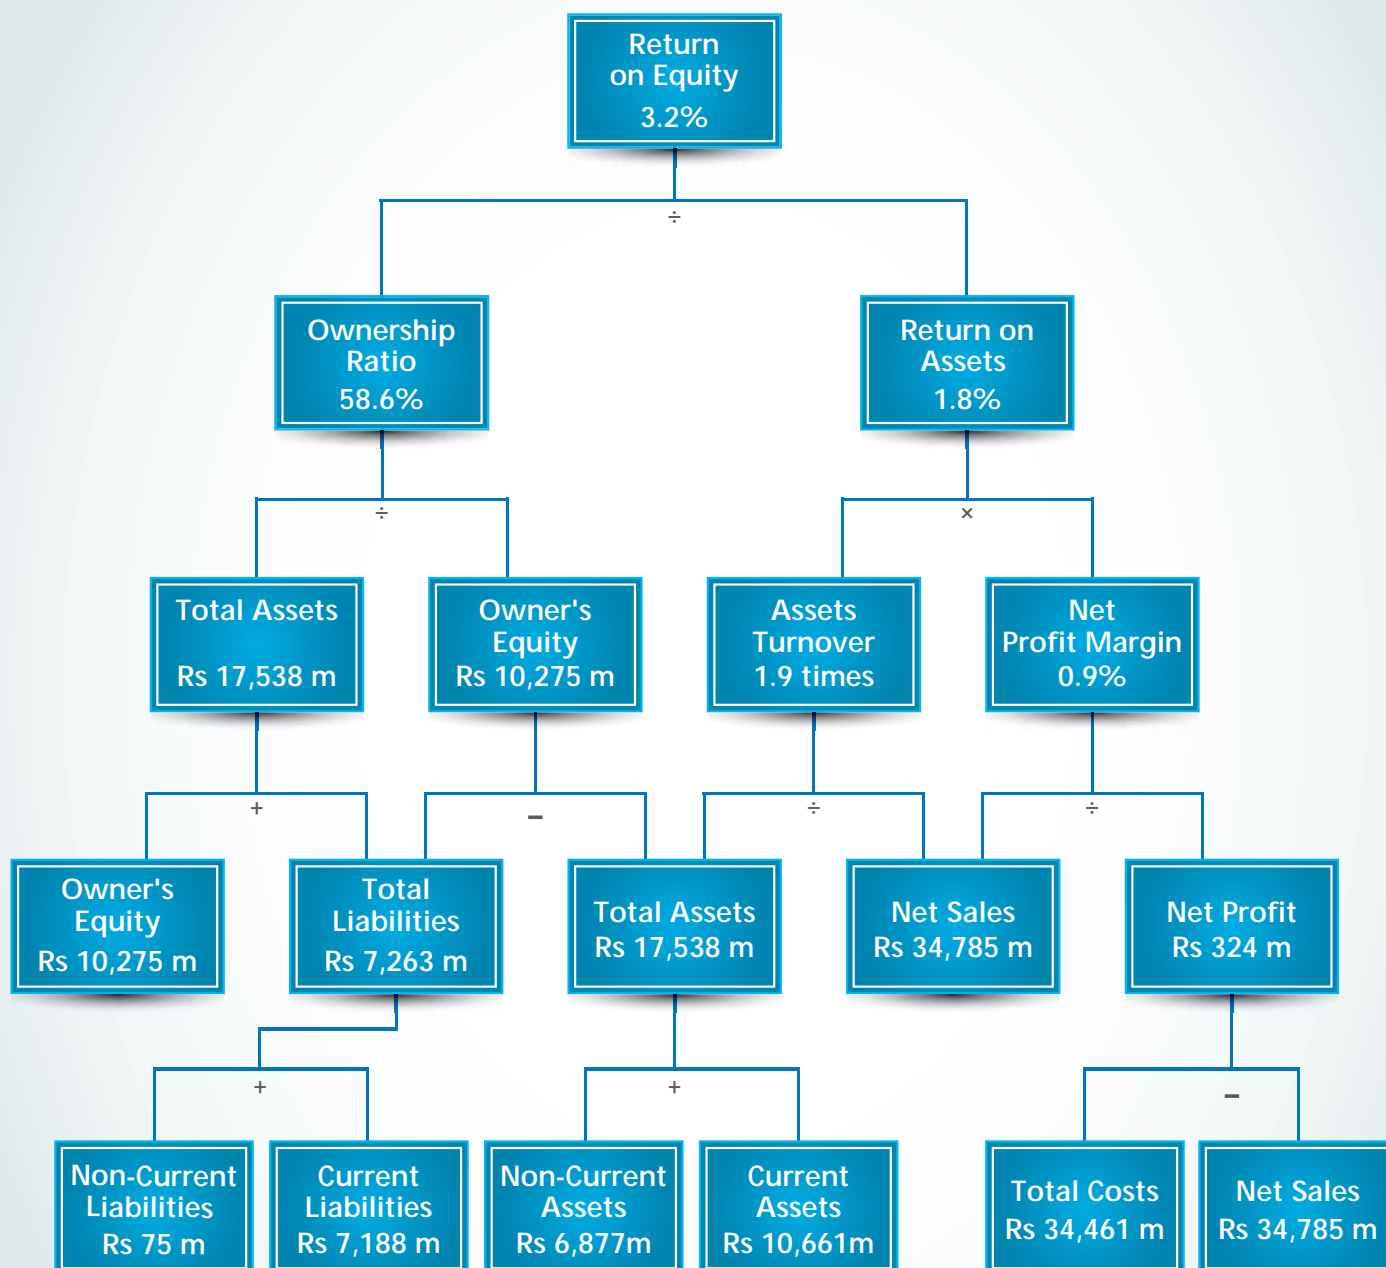 Return
on Equity
3.2%
÷
Ownership
Ratio
58.6%
Return on
Assets
1.8%
÷
×
Total Assets
Rs 17,538 m
Owner's
Equity
Rs 10,275 m
Assets
Turnover
1.9 times
Net
Profit Margin
0.9%
+
–
÷
÷
Owner's
Equity
Rs 10,275 m
Total
Liabilities
Rs 7,263 m
Total Assets
Rs 17,538 m
Net Sales
Rs 34,785 m
Net Profit
Rs 324 m
+
+
–
Non-Current
Liabilities
Rs 75 m
Current
Liabilities
Rs 7,188 m
Non-Current
Assets
Rs 6,877m
Current
Assets
Rs 10,661m
Total Costs
Rs 34,461 m
Net Sales
Rs 34,785 m